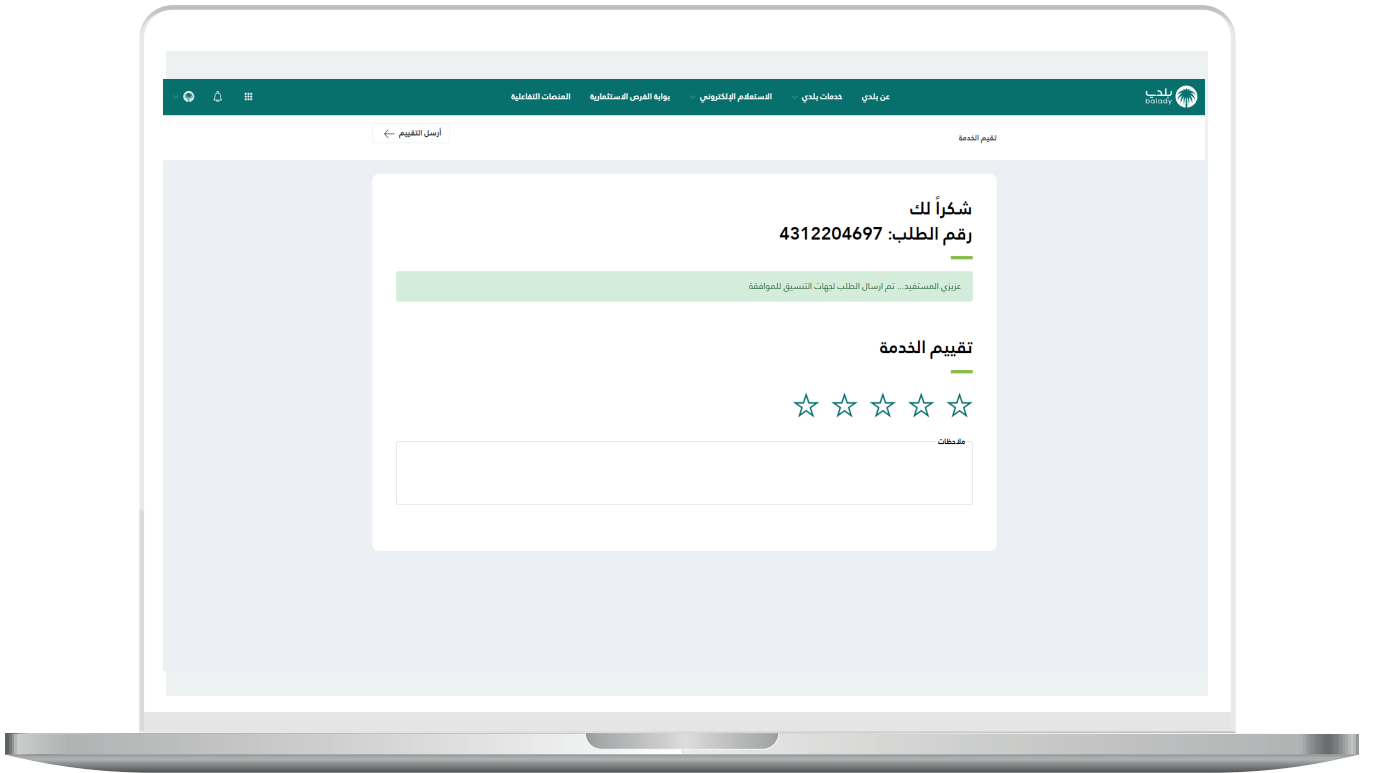 بلدي
balady
عن بلدي
خدمات بلدي
الاستعلام الإلكتروني
بوابة الفرص الاستثمارية
المنصات التفاعلية
تقيم الخدمة
أرسل التقييم
شكراً لك
رقم الطلب: 4312204697
عزيزي المستفيد... تم ارسال الطلب لجهات التنسيق للموافقة
تقييم الخدمة
ملاحظات